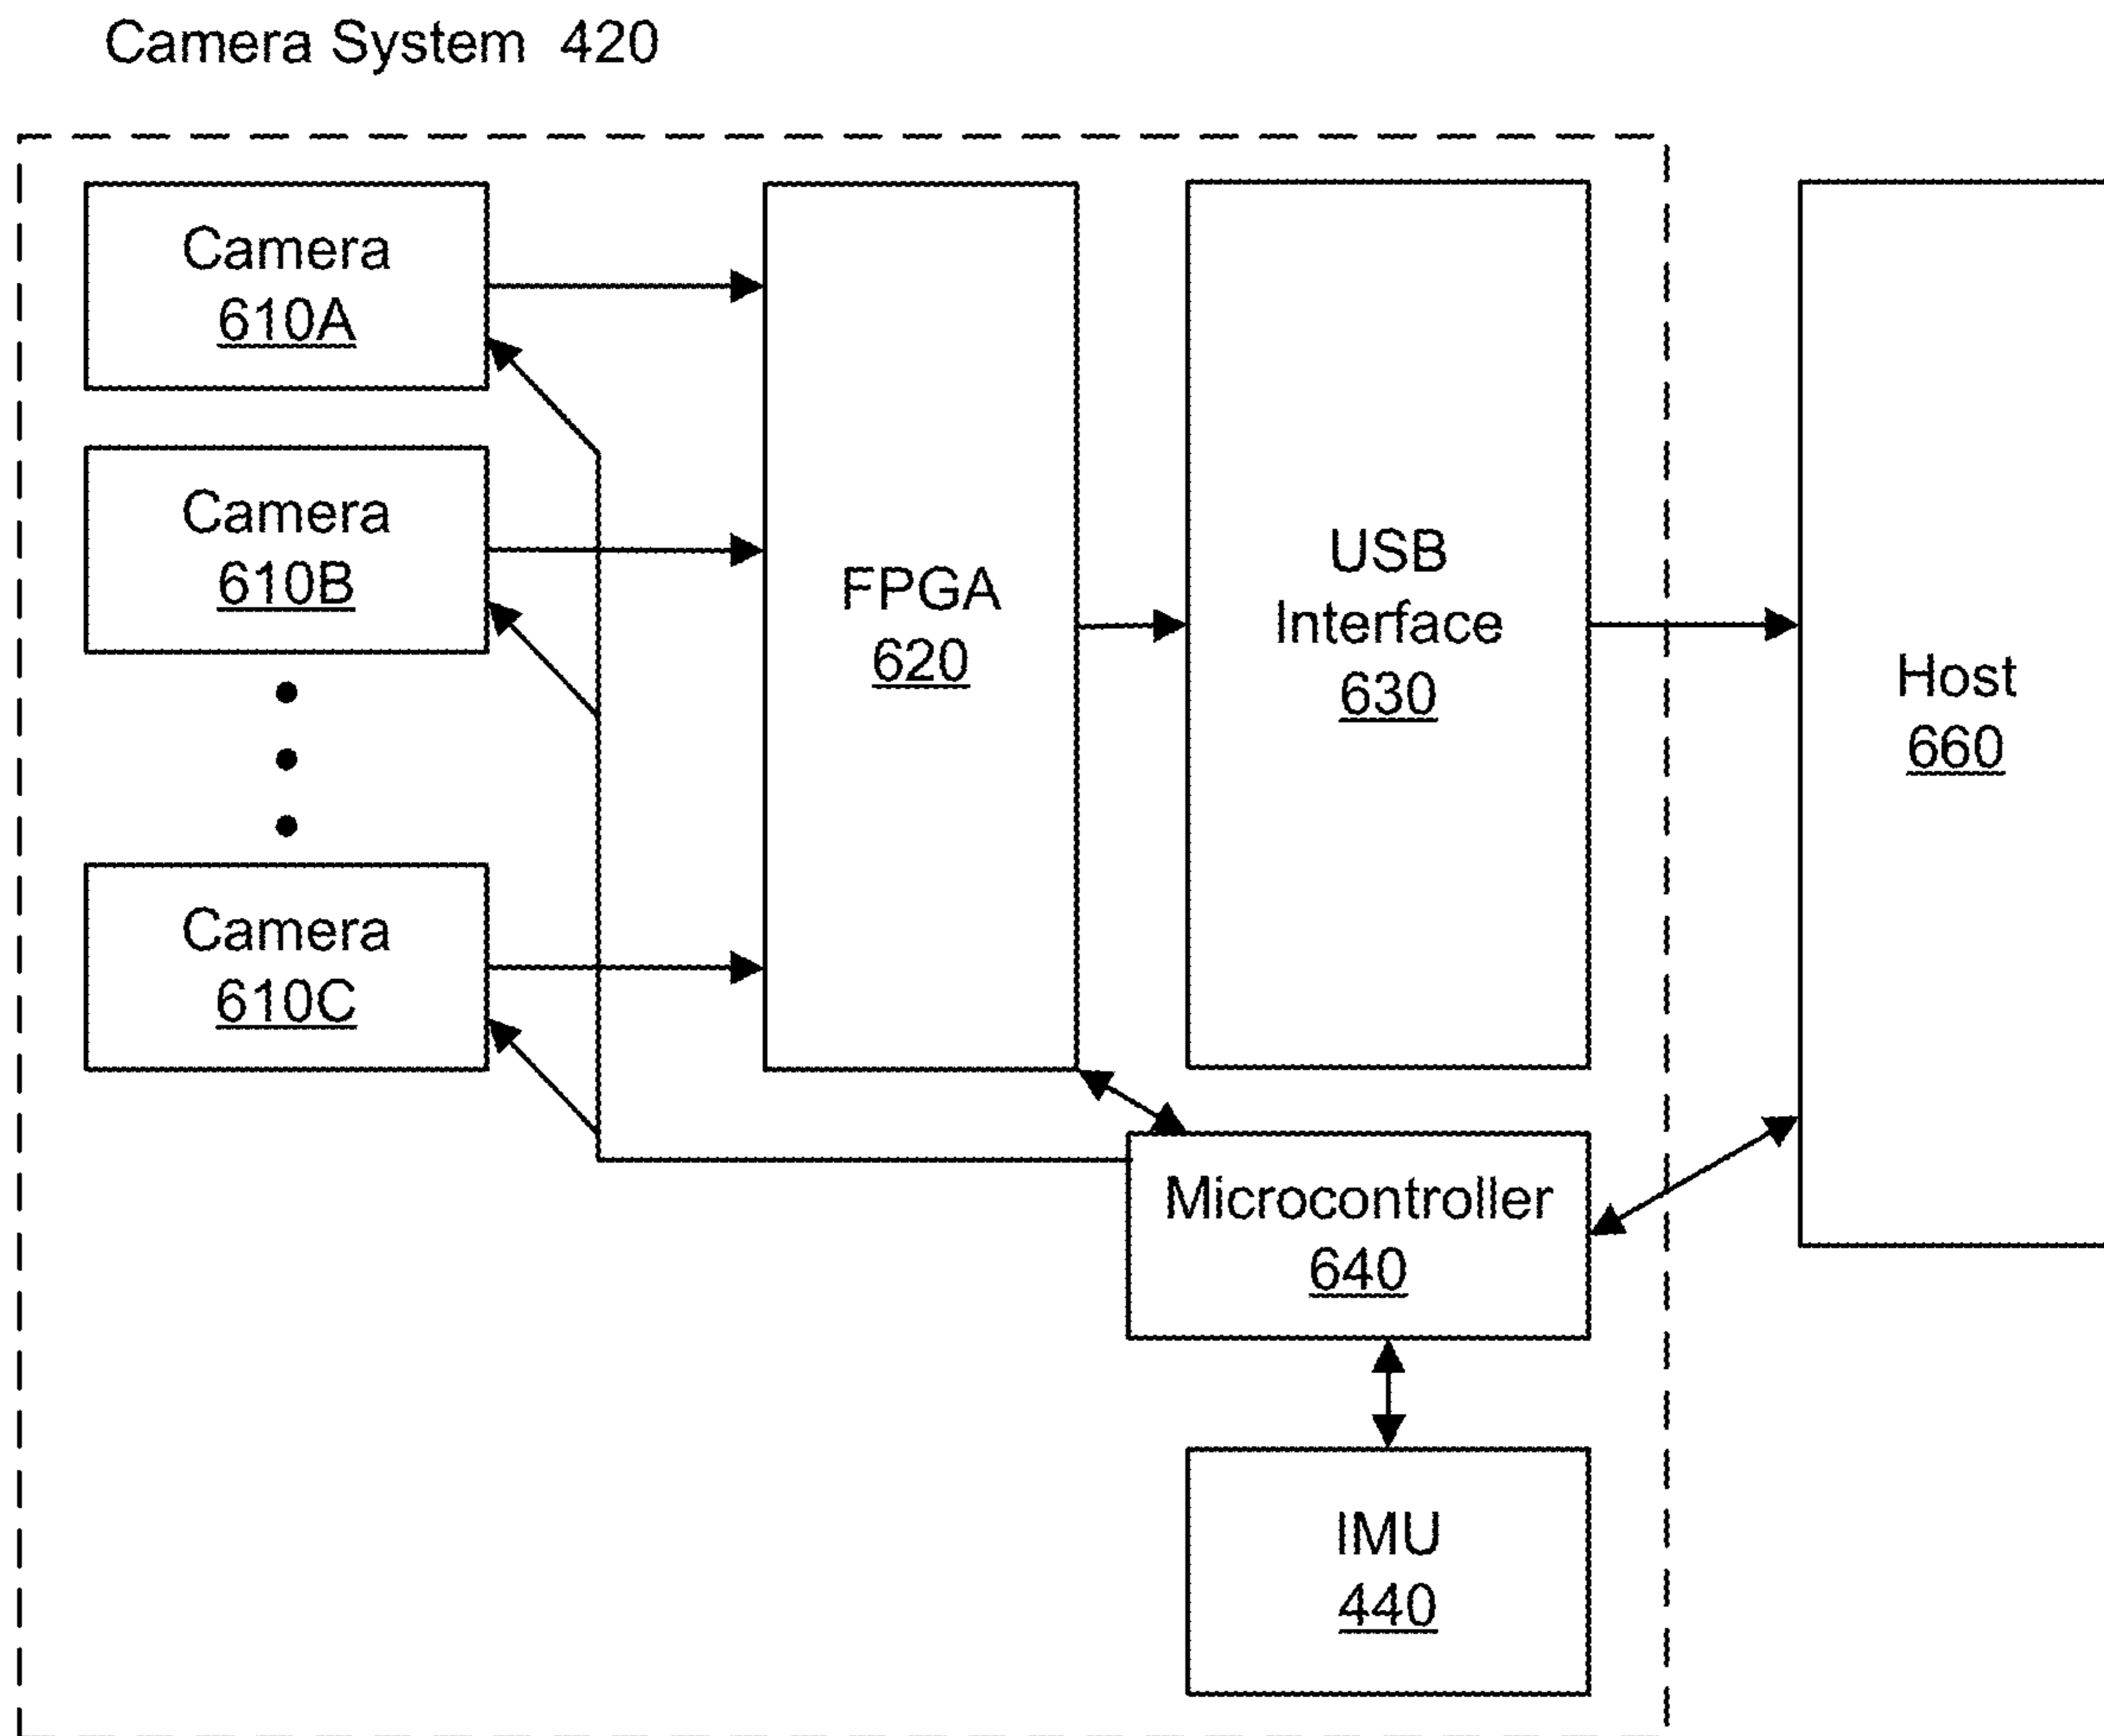 Camera System 420
Camera
610A
Camera
610B
Camera
610C
FPGA
620
USB
Interface
630
Host
660
Microcontroller
640
IMU
440